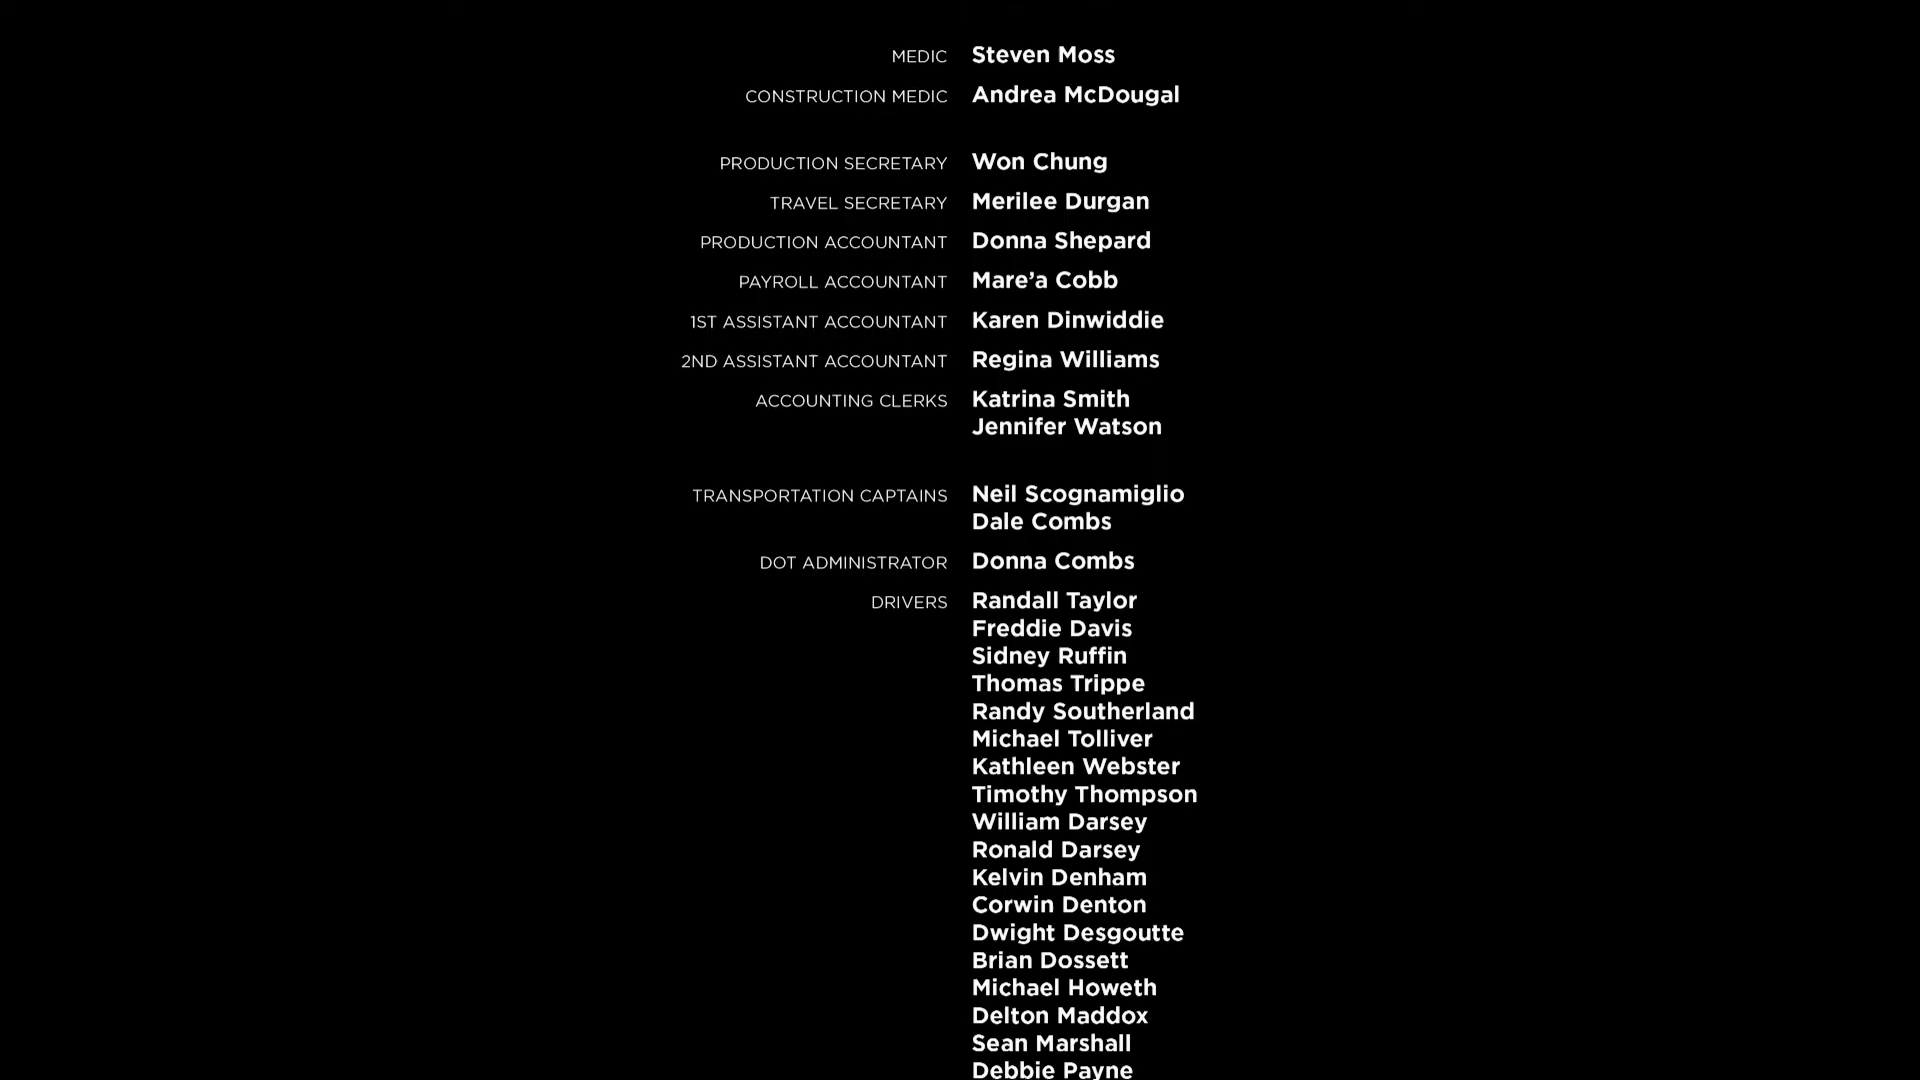 MEDIC Steven Moss
CONSTRUCTION MEDIC Andrea McDougal
PRODUCTION SECRETARY Won Chung
TRAVEL SECRETARY Merilee Durgan
PRODUCTION ACCOUNTANT Donna Shepard
PAYROLL ACCOUNTANT Mare’a Cobb
1ST ASSISTANT ACCOUNTANT Karen Dinwiddie
2ND ASSISTANT ACCOUNTANT Regina Williams
ACCOUNTING CLERKS Katrina Smith
Jennifer Watson
TRANSPORTATION CAPTAINS Neil Scognamiglio
Dale Combs
DOT ADMINISTRATOR Donna Combs
DRIVERS Randall Taylor
Freddie Davis
Sidney Ruffin
Thomas Trippe
Randy Southerland
Michael Tolliver
Kathleen Webster
Timothy Thompson
William Darsey
Ronald Darsey
Kelvin Denham
Corwin Denton
Dwight Desgoutte
Brian Dossett
Michael Howeth
Delton Maddox
Sean Marshall
Debbie Payne